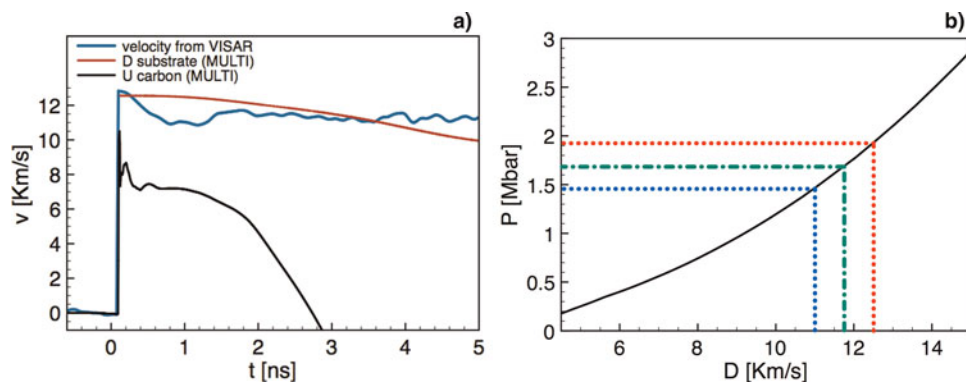 a)
velocity from VISAR
D substrate (MULTI)
U carbon (MULTI)
v [Km/s]
12
10
8
6
4
2
0
0 1 2 3 4 5
t [ns]
b)
P [Mbar]
3
2.5
2
1.5
1
0.5
0
6 8 10 12 14
D [Km/s]